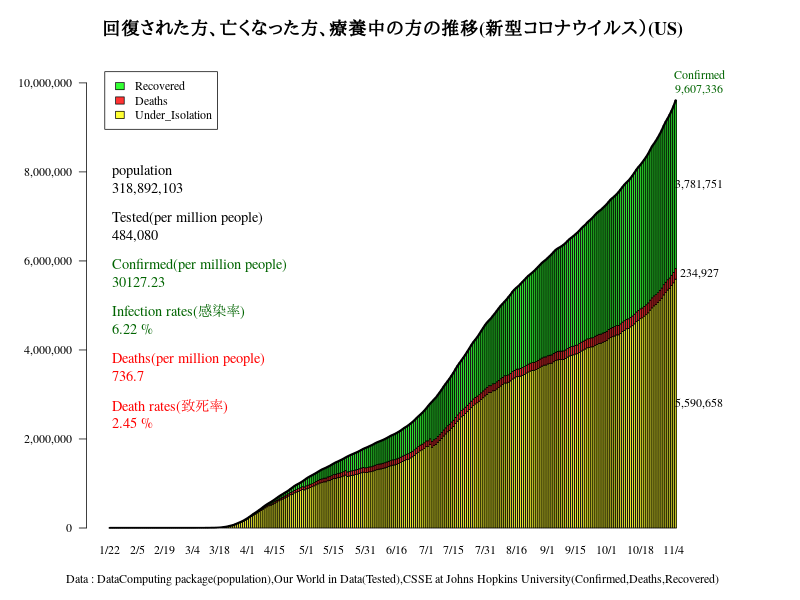 回復された方、亡くなった方、療養中の方の推移(新型コロナウイルス）(US)
Confirmed
9,607,336
10,000,000
Recovered
Deaths
Under_Isolation
population
318,892,103
8,000,000
3,781,751
Tested(per million people)
484,080
6,000,000
Confirmed(per million people)
30127.23
234,927
Infection rates(感染率)
6.22 %
4,000,000
Deaths(per million people)
736.7
Death rates(致死率)
2.45 %
5,590,658
2,000,000
0
1/22 2/5 2/19 3/4 3/18 4/1 4/15 5/1 5/15 5/31 6/16 7/1 7/15 7/31 8/16 9/1 9/15 10/1 10/18 11/4
Data : DataComputing package(population),Our World in Data(Tested),CSSE at Johns Hopkins University(Confirmed,Deaths,Recovered)